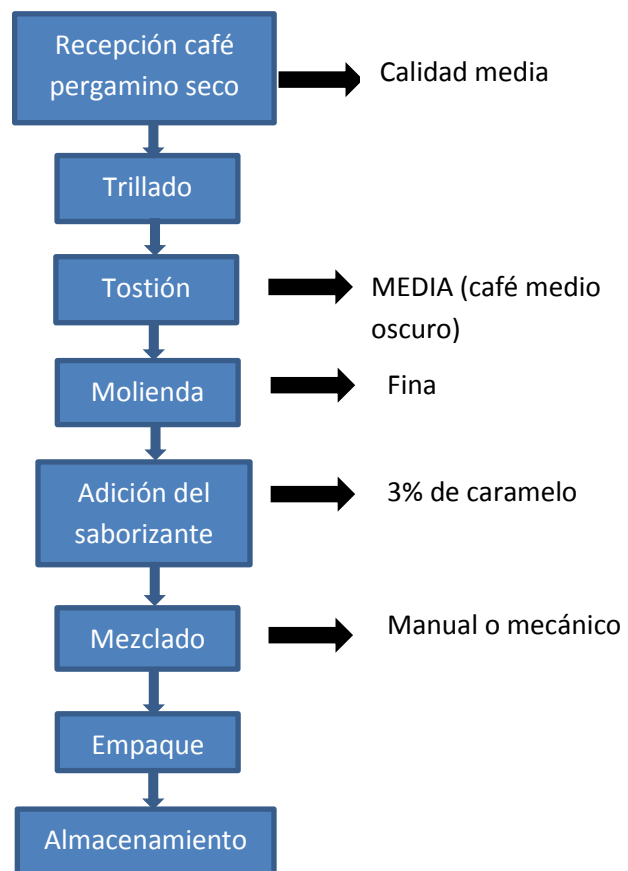 Recepción café
pergamino seco
Calidad media
Trillado
Tostión
MEDIA (café medio
oscuro)
Molienda
Fina
Adición del
saborizante
3% de caramelo
Mezclado
Manual o mecánico
Empaque
Almacenamiento